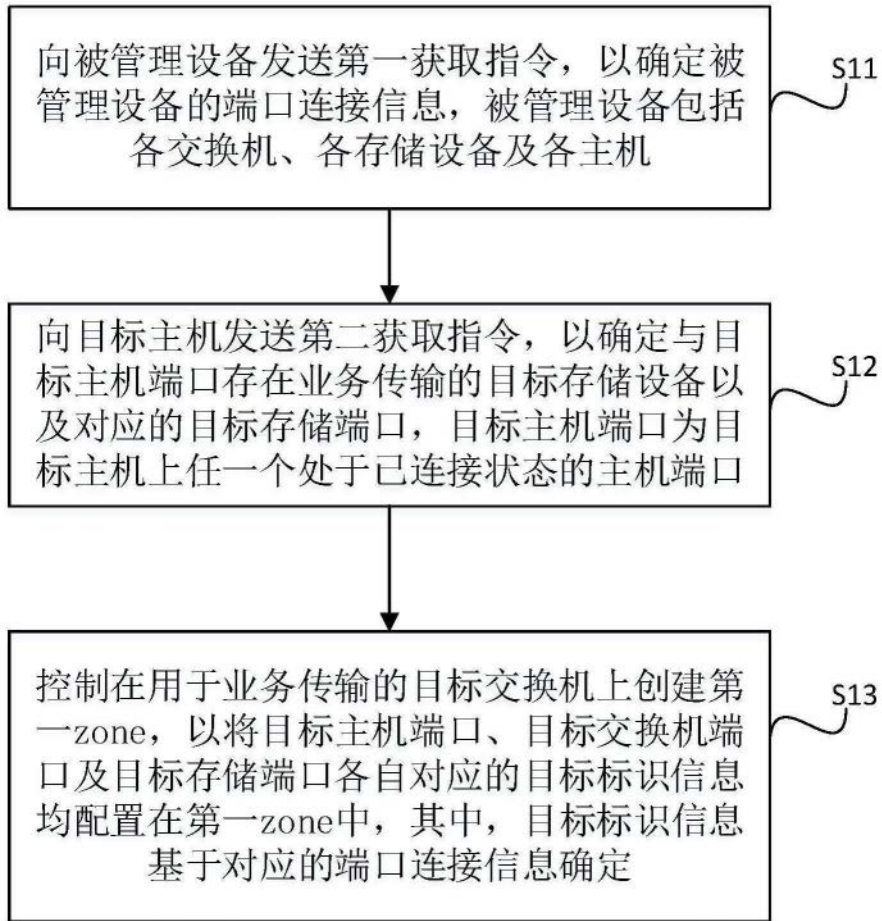 向被管理设备发送第一获取指令，以确定被
管理设备的端口连接信息，被管理设备包括
各交换机、各存储设备及各主机
S11
向目标主机发送第二获取指令，以确定与目
标主机端口存在业务传输的目标存储设备以
及对应的目标存储端口，目标主机端口为目
标主机上任一个处于已连接状态的主机端口
S12
控制在用于业务传输的目标交换机上创建第
一zone，以将目标主机端口、目标交换机端
口及目标存储端口各自对应的目标标识信息
均配置在第一zone中，其中，目标标识信息
基于对应的端口连接信息确定
S13